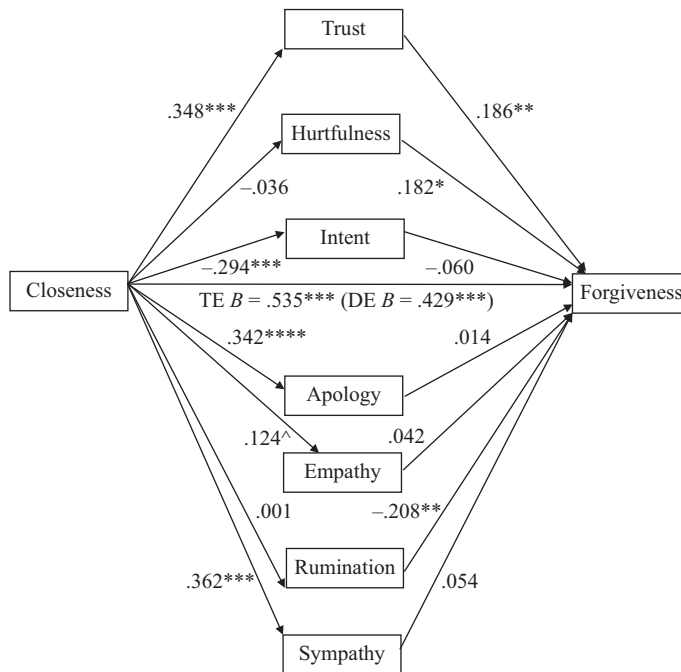 Trust
.348***
.186**
Hurtfulness
–.036
.182*
Intent
–.294***
–.060
Closeness
TE B = .535*** (DE B = .429***)
Forgiveness
.342****
.014
Apology
.124^
.042
Empathy
.001
–.208**
Rumination
.362***
.054
Sympathy